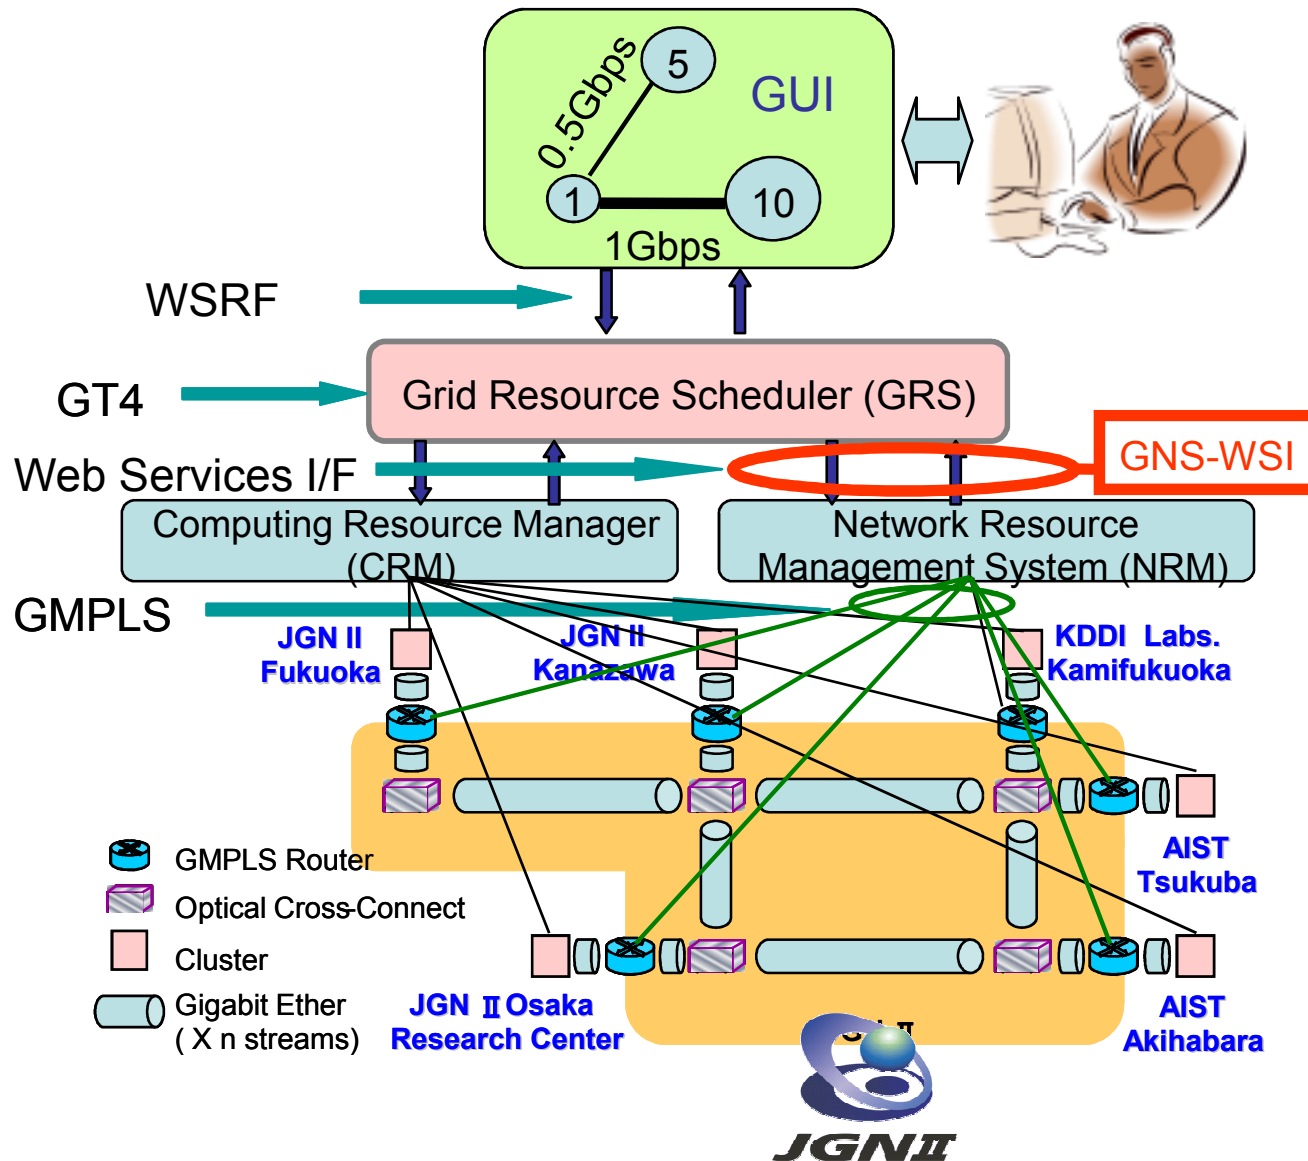 5
0.5Gbps
GUI
1
10
1Gbps
WSRF
GT4
Grid Resource Scheduler (GRS)
Web Services I/F
GNS-WSI
Computing Resource Manager
(CRM)
Network Resource
Management System (NRM)
GMPLS
JGN II
Fukuoka
JGN II
Kanazawa
KDDI Labs.
Kamifukuoka
AIST
Tsukuba
GMPLS Router
Optical Cross-Connect
Cluster
Gigabit Ether
( X n streams)
JGN Ⅱ Osaka
Research Center
AIST
Akihabara
JGNⅡ